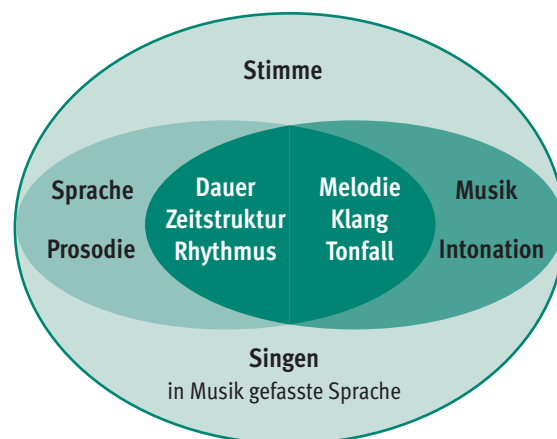 Stimme
Sprache
Prosodie
Dauer
Zeitstruktur
Rhythmus
Melodie
Klang
Tonfall
Musik
Intonation
Singen
in Musik gefasste Sprache